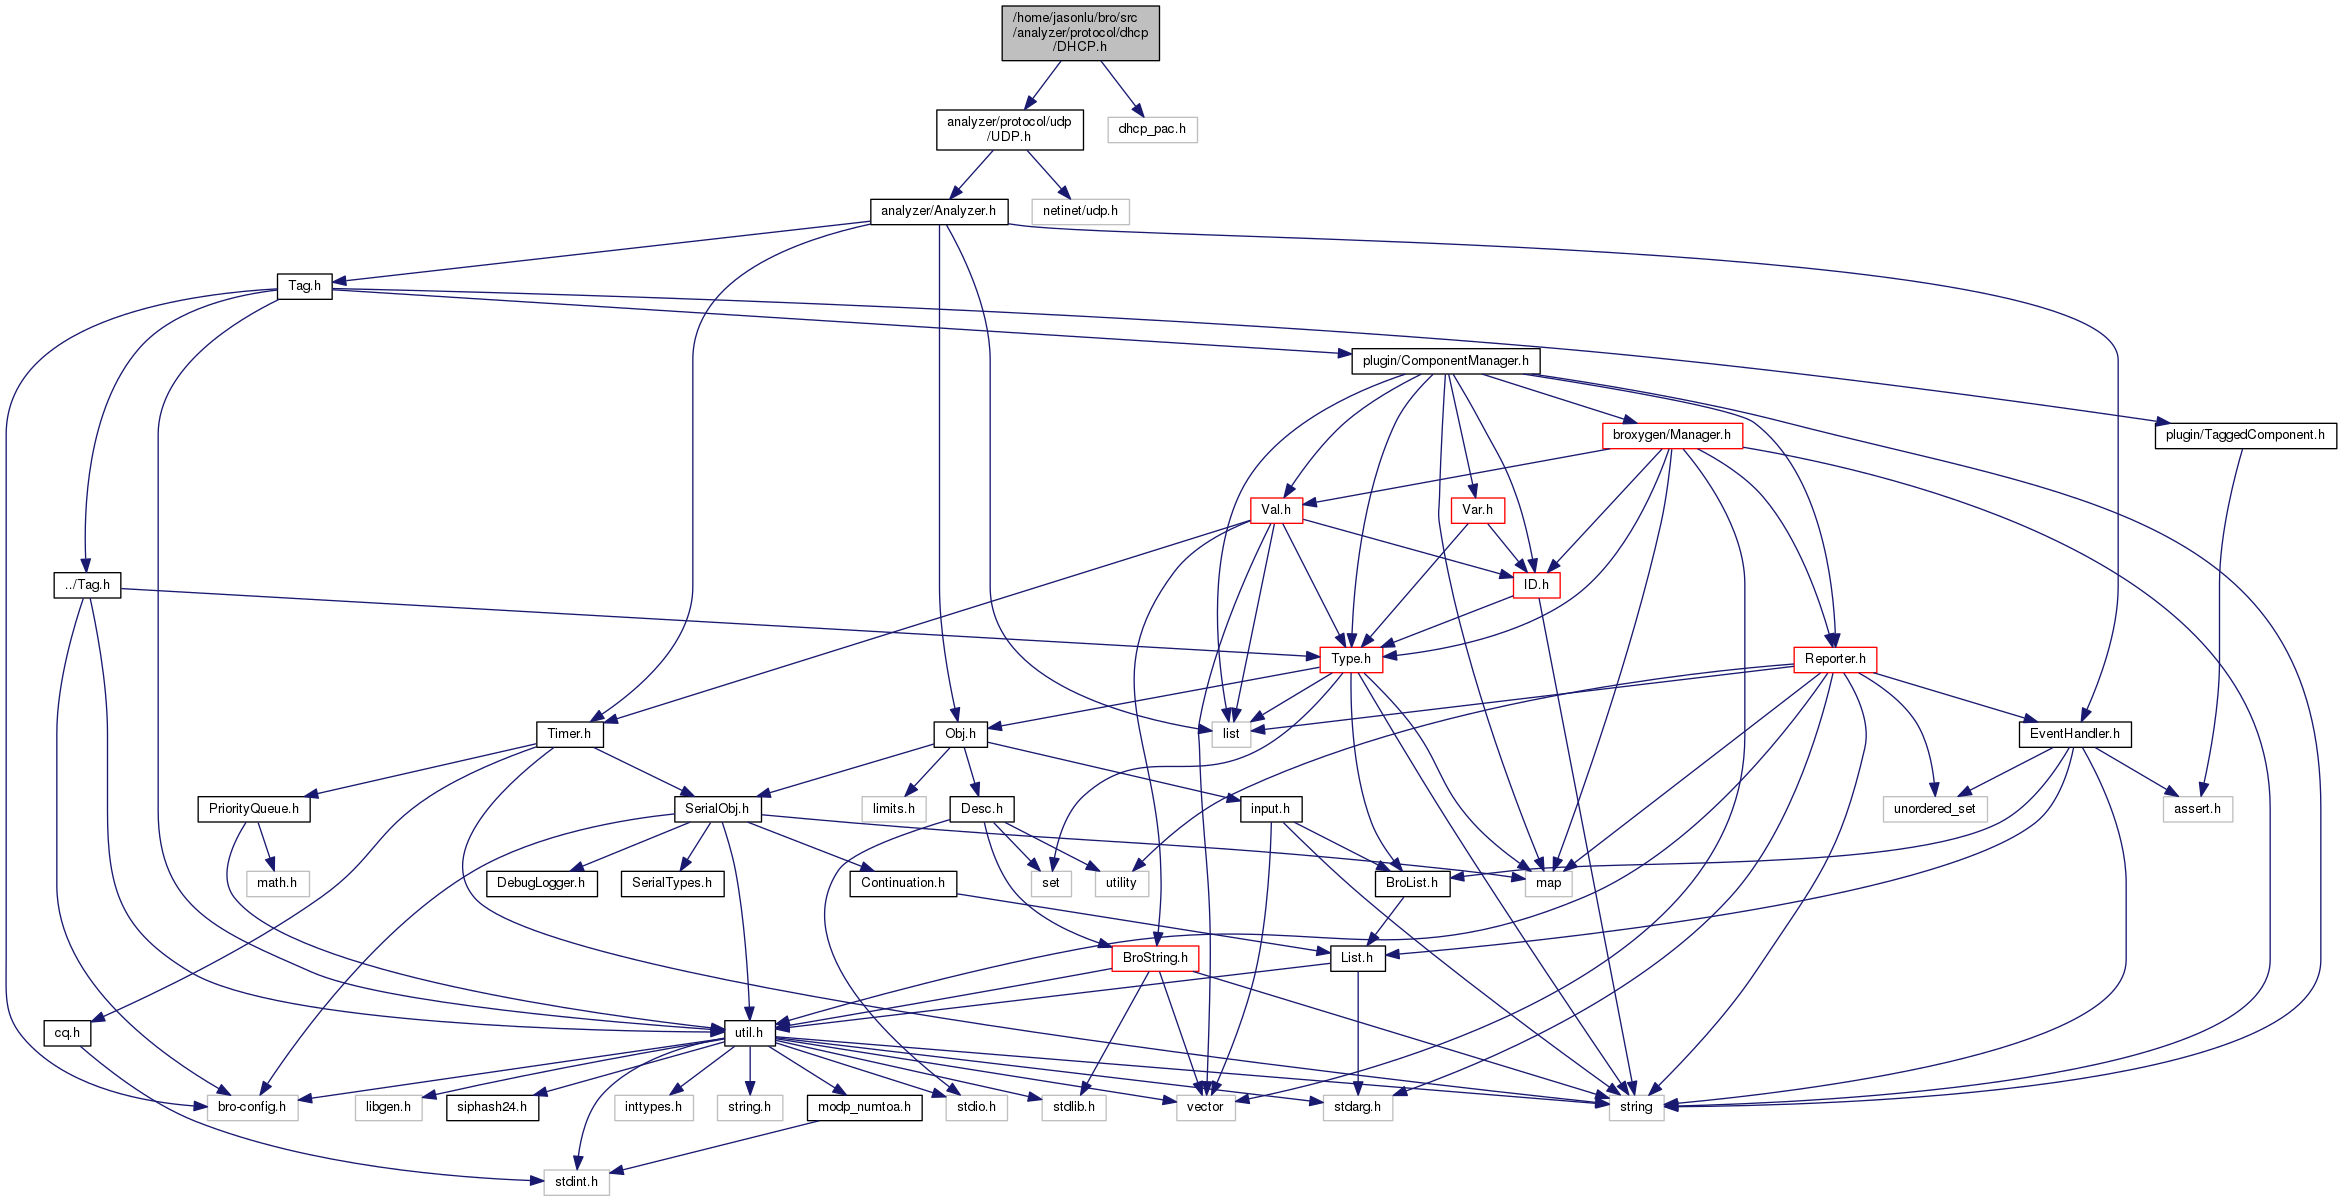 /home/jasonlu/bro/src
/analyzer/protocol/dhcp
/DHCP.h
analyzer/protocol/udp
/UDP.h
dhcp_pac.h
analyzer/Analyzer.h
netinet/udp.h
Tag.h
plugin/ComponentManager.h
broxygen/Manager.h
plugin/TaggedComponent.h
Val.h
Var.h
../Tag.h
ID.h
Type.h
Reporter.h
Timer.h
Obj.h
list
EventHandler.h
PriorityQueue.h
SerialObj.h
limits.h
Desc.h
input.h
unordered_set
assert.h
math.h
DebugLogger.h
SerialTypes.h
Continuation.h
set
utility
BroList.h
map
BroString.h
List.h
cq.h
util.h
bro-config.h
libgen.h
siphash24.h
inttypes.h
string.h
modp_numtoa.h
stdio.h
stdlib.h
vector
stdarg.h
string
stdint.h